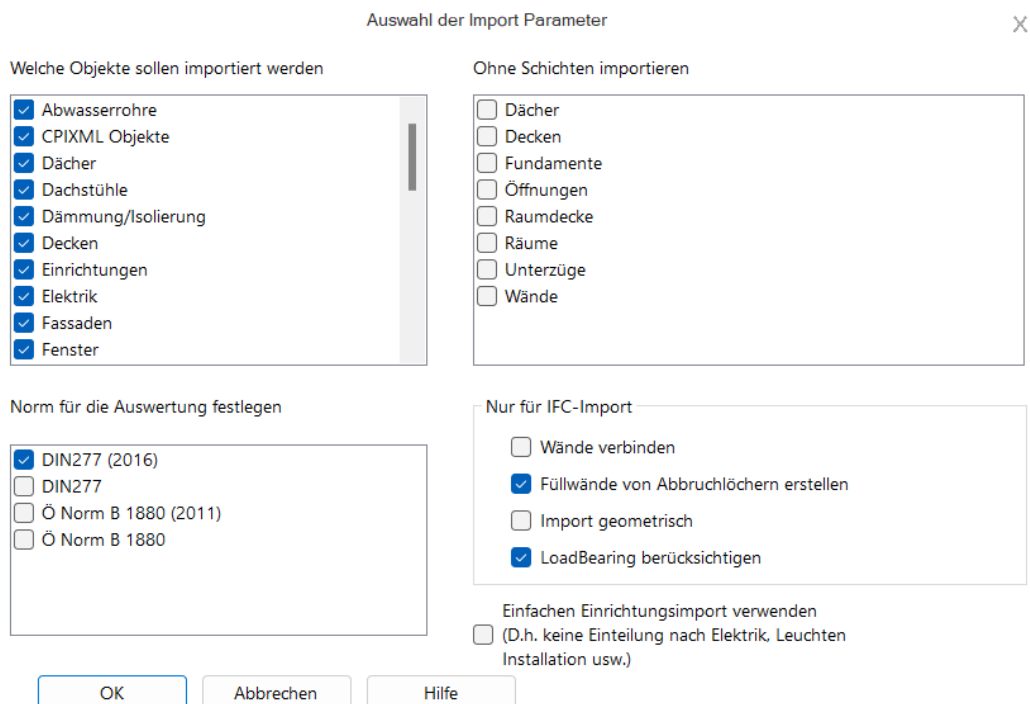 Auswahl der Import Parameter
X
Welche Objekte sollen importiert werden
Abwasserrohre
CPIXML Objekte
Dächer
Dachstühle
Dämmung/Isolierung
Decken
Einrichtungen
Elektrik
Fassaden
Fenster
Ohne Schichten importieren
Dächer
Decken
Fundamente
Öffnungen
Raumdecke
Räume
Unterzüge
Wände
Norm für die Auswertung festlegen
DIN277 (2016)
DIN277
Ö Norm B 1880 (2011)
Ö Norm B 1880
Nur für IFC-Import
Wände verbinden
Füllwände von Abbruchlöchern erstellen
Import geometrisch
LoadBearing berücksichtigen
Einfachen Einrichtungsimport verwenden
(D.h. keine Einteilung nach Elektrik, Leuchten
Installation usw.)
OK
Abbrechen
Hilfe